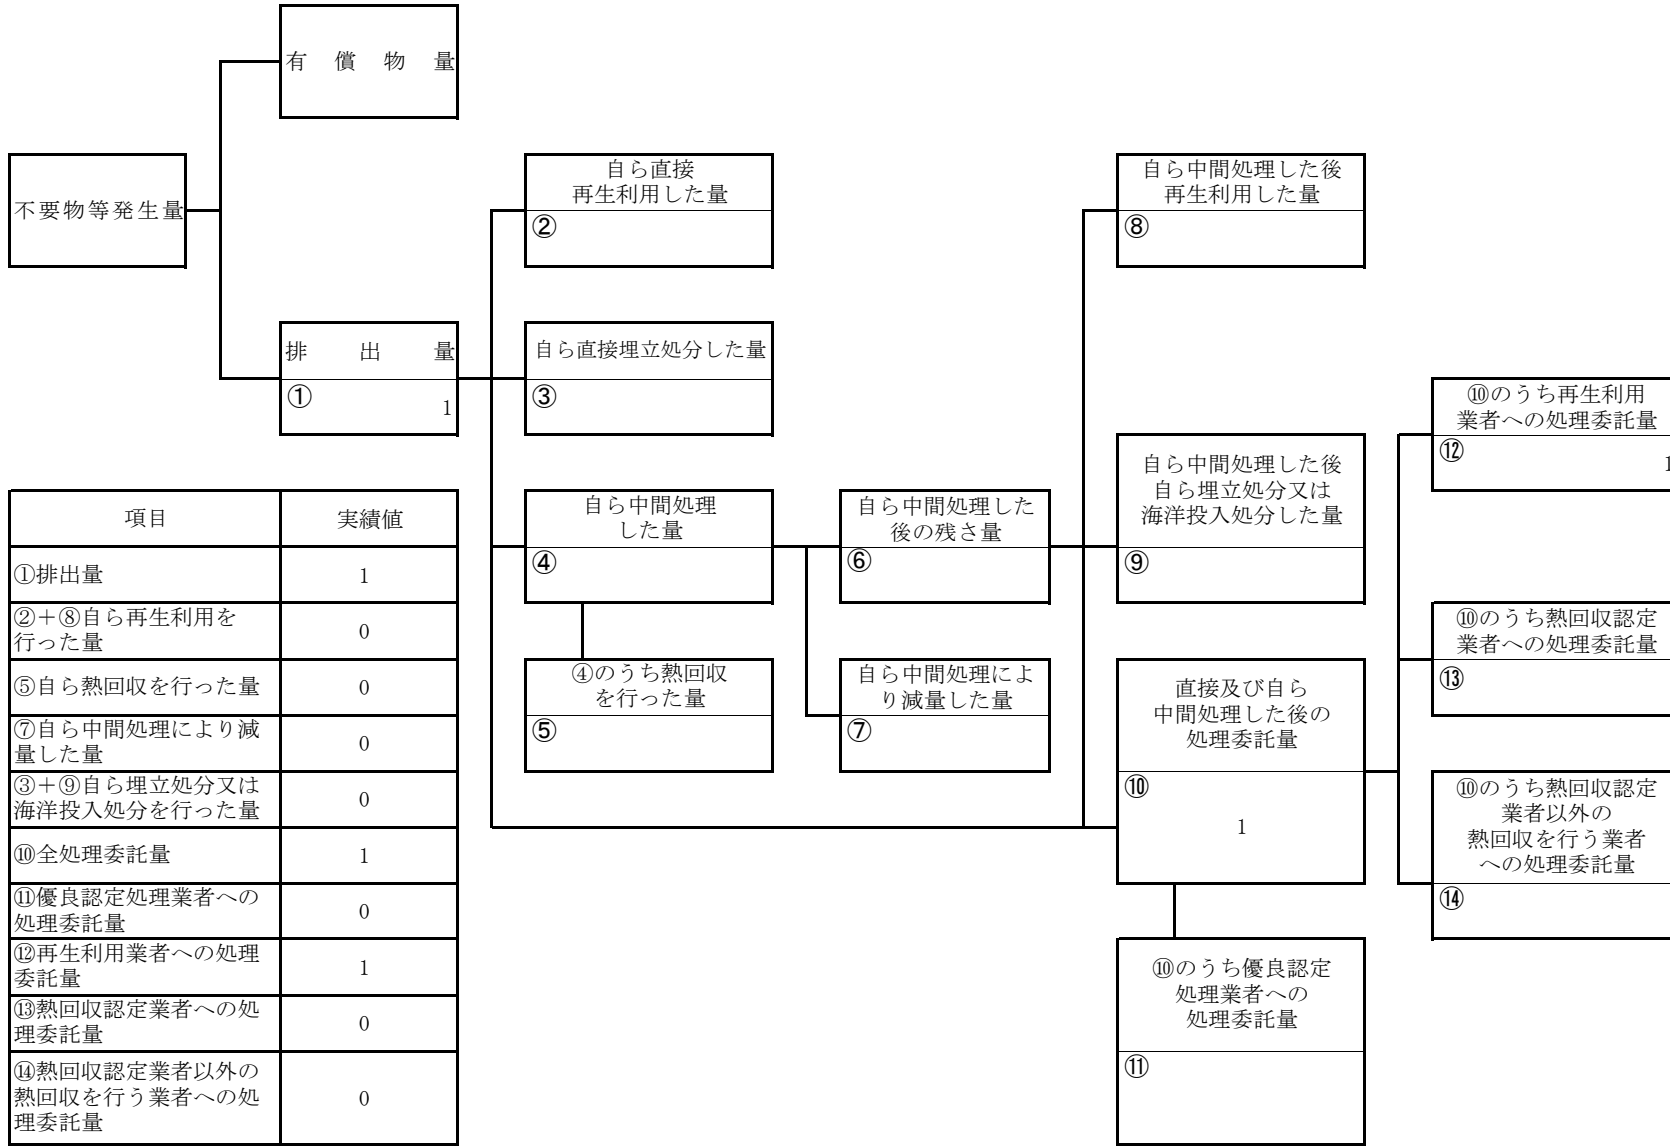 有償物量
不要物等発生量
排出量
①
1
自ら直接
再生利用した量
②
自ら直接埋立処分した量
③
自ら中間処理
した量
④
④のうち熱回収
を行った量
⑤
自ら中間処理した
後の残さ量
⑥
自ら中間処理によ
り減量した量
⑦
自ら中間処理した後
再生利用した量
⑧
自ら中間処理した後
自ら埋立処分又は
海洋投入処分した量
⑨
直接及び自ら
中間処理した後の
処理委託量
⑩
1
⑩のうち優良認定
処理業者への
処理委託量
⑪
⑩のうち再生利用
業者への処理委託量
⑫
1
⑩のうち熱回収認定
業者への処理委託量
⑬
⑩のうち熱回収認定
業者以外の
熱回収を行う業者
への処理委託量
⑭
項目 実績値
①排出量 1
②+⑧自ら再生利用を
行った量 0
⑤自ら熱回収を行った量 0
⑦自ら中間処理により減
量した量 0
③+⑨自ら埋立処分又は
海洋投入処分を行った量 0
⑩全処理委託量 1
⑪優良認定処理業者への
処理委託量 0
⑫再生利用業者への処理
委託量 1
⑬熱回収認定業者への処
理委託量 0
⑭熱回収認定業者以外の
熱回収を行う業者への処
理委託量 0